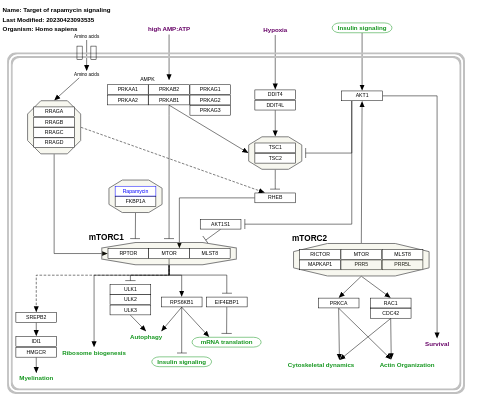 Name: Target of rapamycin signaling
Last Modified: 20230423093535
Organism: Homo sapiens
high AMP:ATP
Hypoxia
Insulin signaling
Amino acids
Amino acids
AMPK
PRKAA1 PRKAB2 PRKAG1
PRKAA2 PRKAB1 PRKAG2
PRKAG3
DDIT4
DDIT4L
AKT1
RRAGA
RRAGB
RRAGC
RRAGD
TSC1
TSC2
Rapamycin
FKBP1A
RHEB
AKT1S1
mTORC1
RPTOR MTOR MLST8
mTORC2
RICTOR MTOR MLST8
MAPKAP1 PRR5 PRR5L
ULK1
ULK2
ULK3
RPS6KB1
EIF4EBP1
PRKCA
RAC1
CDC42
SREPB2
IDI1
HMGCR
Autophagy
mRNA translation
Ribosome biogenesis
Insulin signaling
Survival
Myelination
Cytoskeletal dynamics
Actin Organization